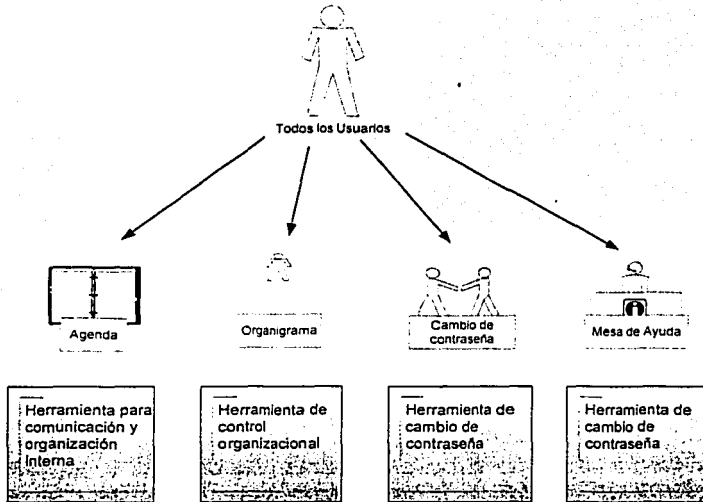 Todos los Usuarios
Agenda
Organigrama
Cambio de
contraseña
Mesa de Ayuda
Herramienta para
comunicación y
organización
Interna
Herramienta de
control
organizacional
Herramienta de
cambio de
contraseña
Herramienta de
cambio de
contraseña